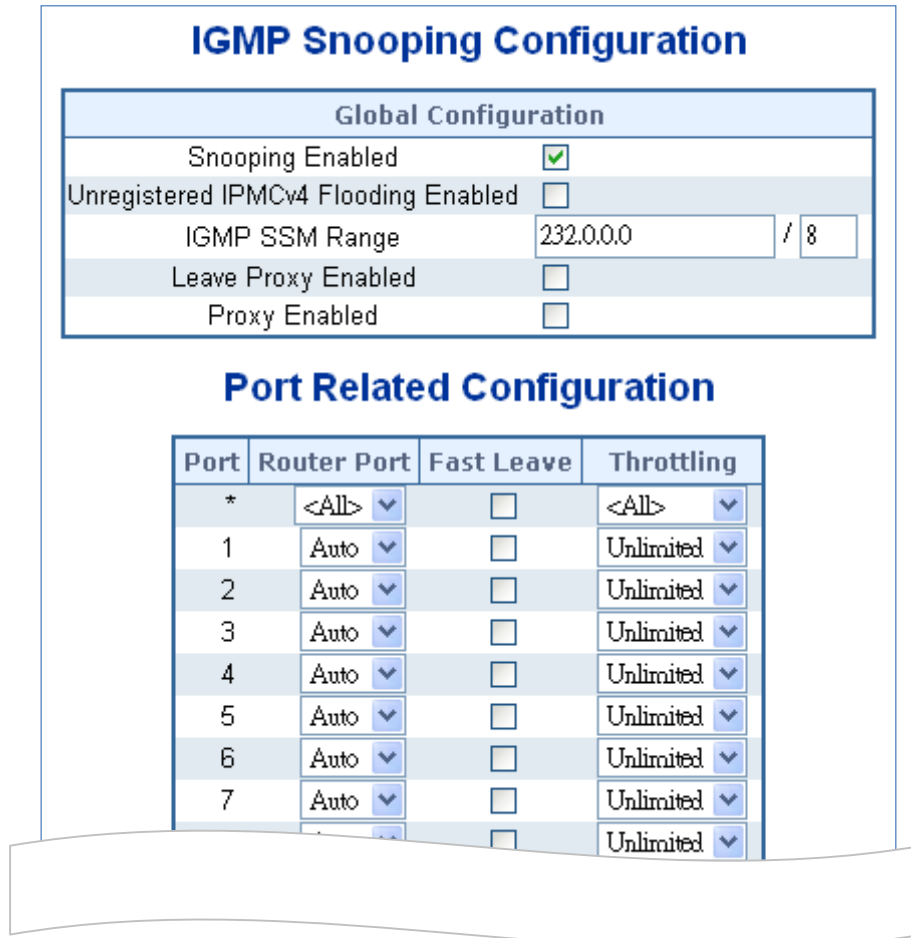 IGMP Snooping Configuration
Global Configuration
Snooping Enabled
Unregistered IPMCv4 Flooding Enabled
IGMP SSM Range 232.0.0.0 / 8
Leave Proxy Enabled
Proxy Enabled
Port Related Configuration
Port Router Port Fast Leave Throttling
* <All> <All>
1 Auto Unlimited
2 Auto Unlimited
3 Auto Unlimited
4 Auto Unlimited
5 Auto Unlimited
6 Auto Unlimited
7 Auto Unlimited
Unlimited